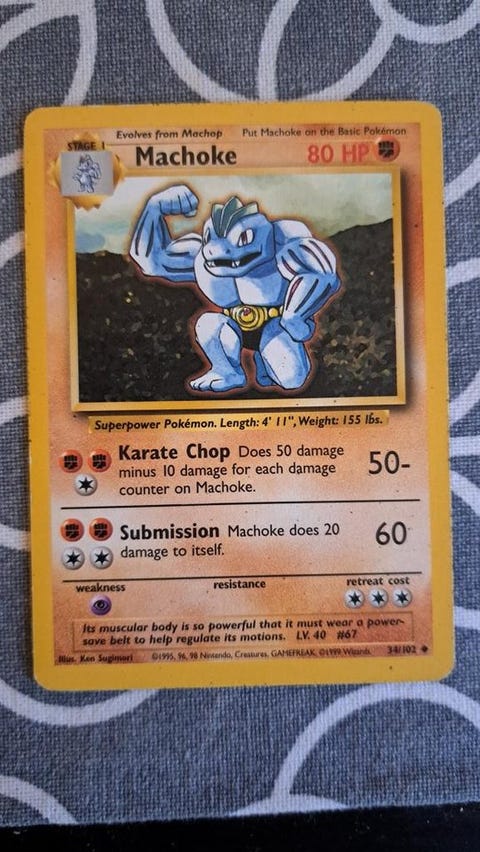 Evolves from Machop Put Machoke on the Basic Pokémon
STAGE 1 Machoke 80 HP
Superpower Pokémon. Length: 4' 11", Weight: 155 lbs.
Karate Chop Does 50 damage
minus 10 damage for each damage
counter on Machoke.
50-
Submission Machoke does 20
damage to itself.
60
weakness resistance retreat cost
Its muscular body is so powerful that it must wear a power-
save belt to help regulate its motions. LV. 40 #67
Illus. Ken Sugimori ©1995, 96, 98 Nintendo, Creatures, GAMEFREAK. ©1999 Wizards. 34/102